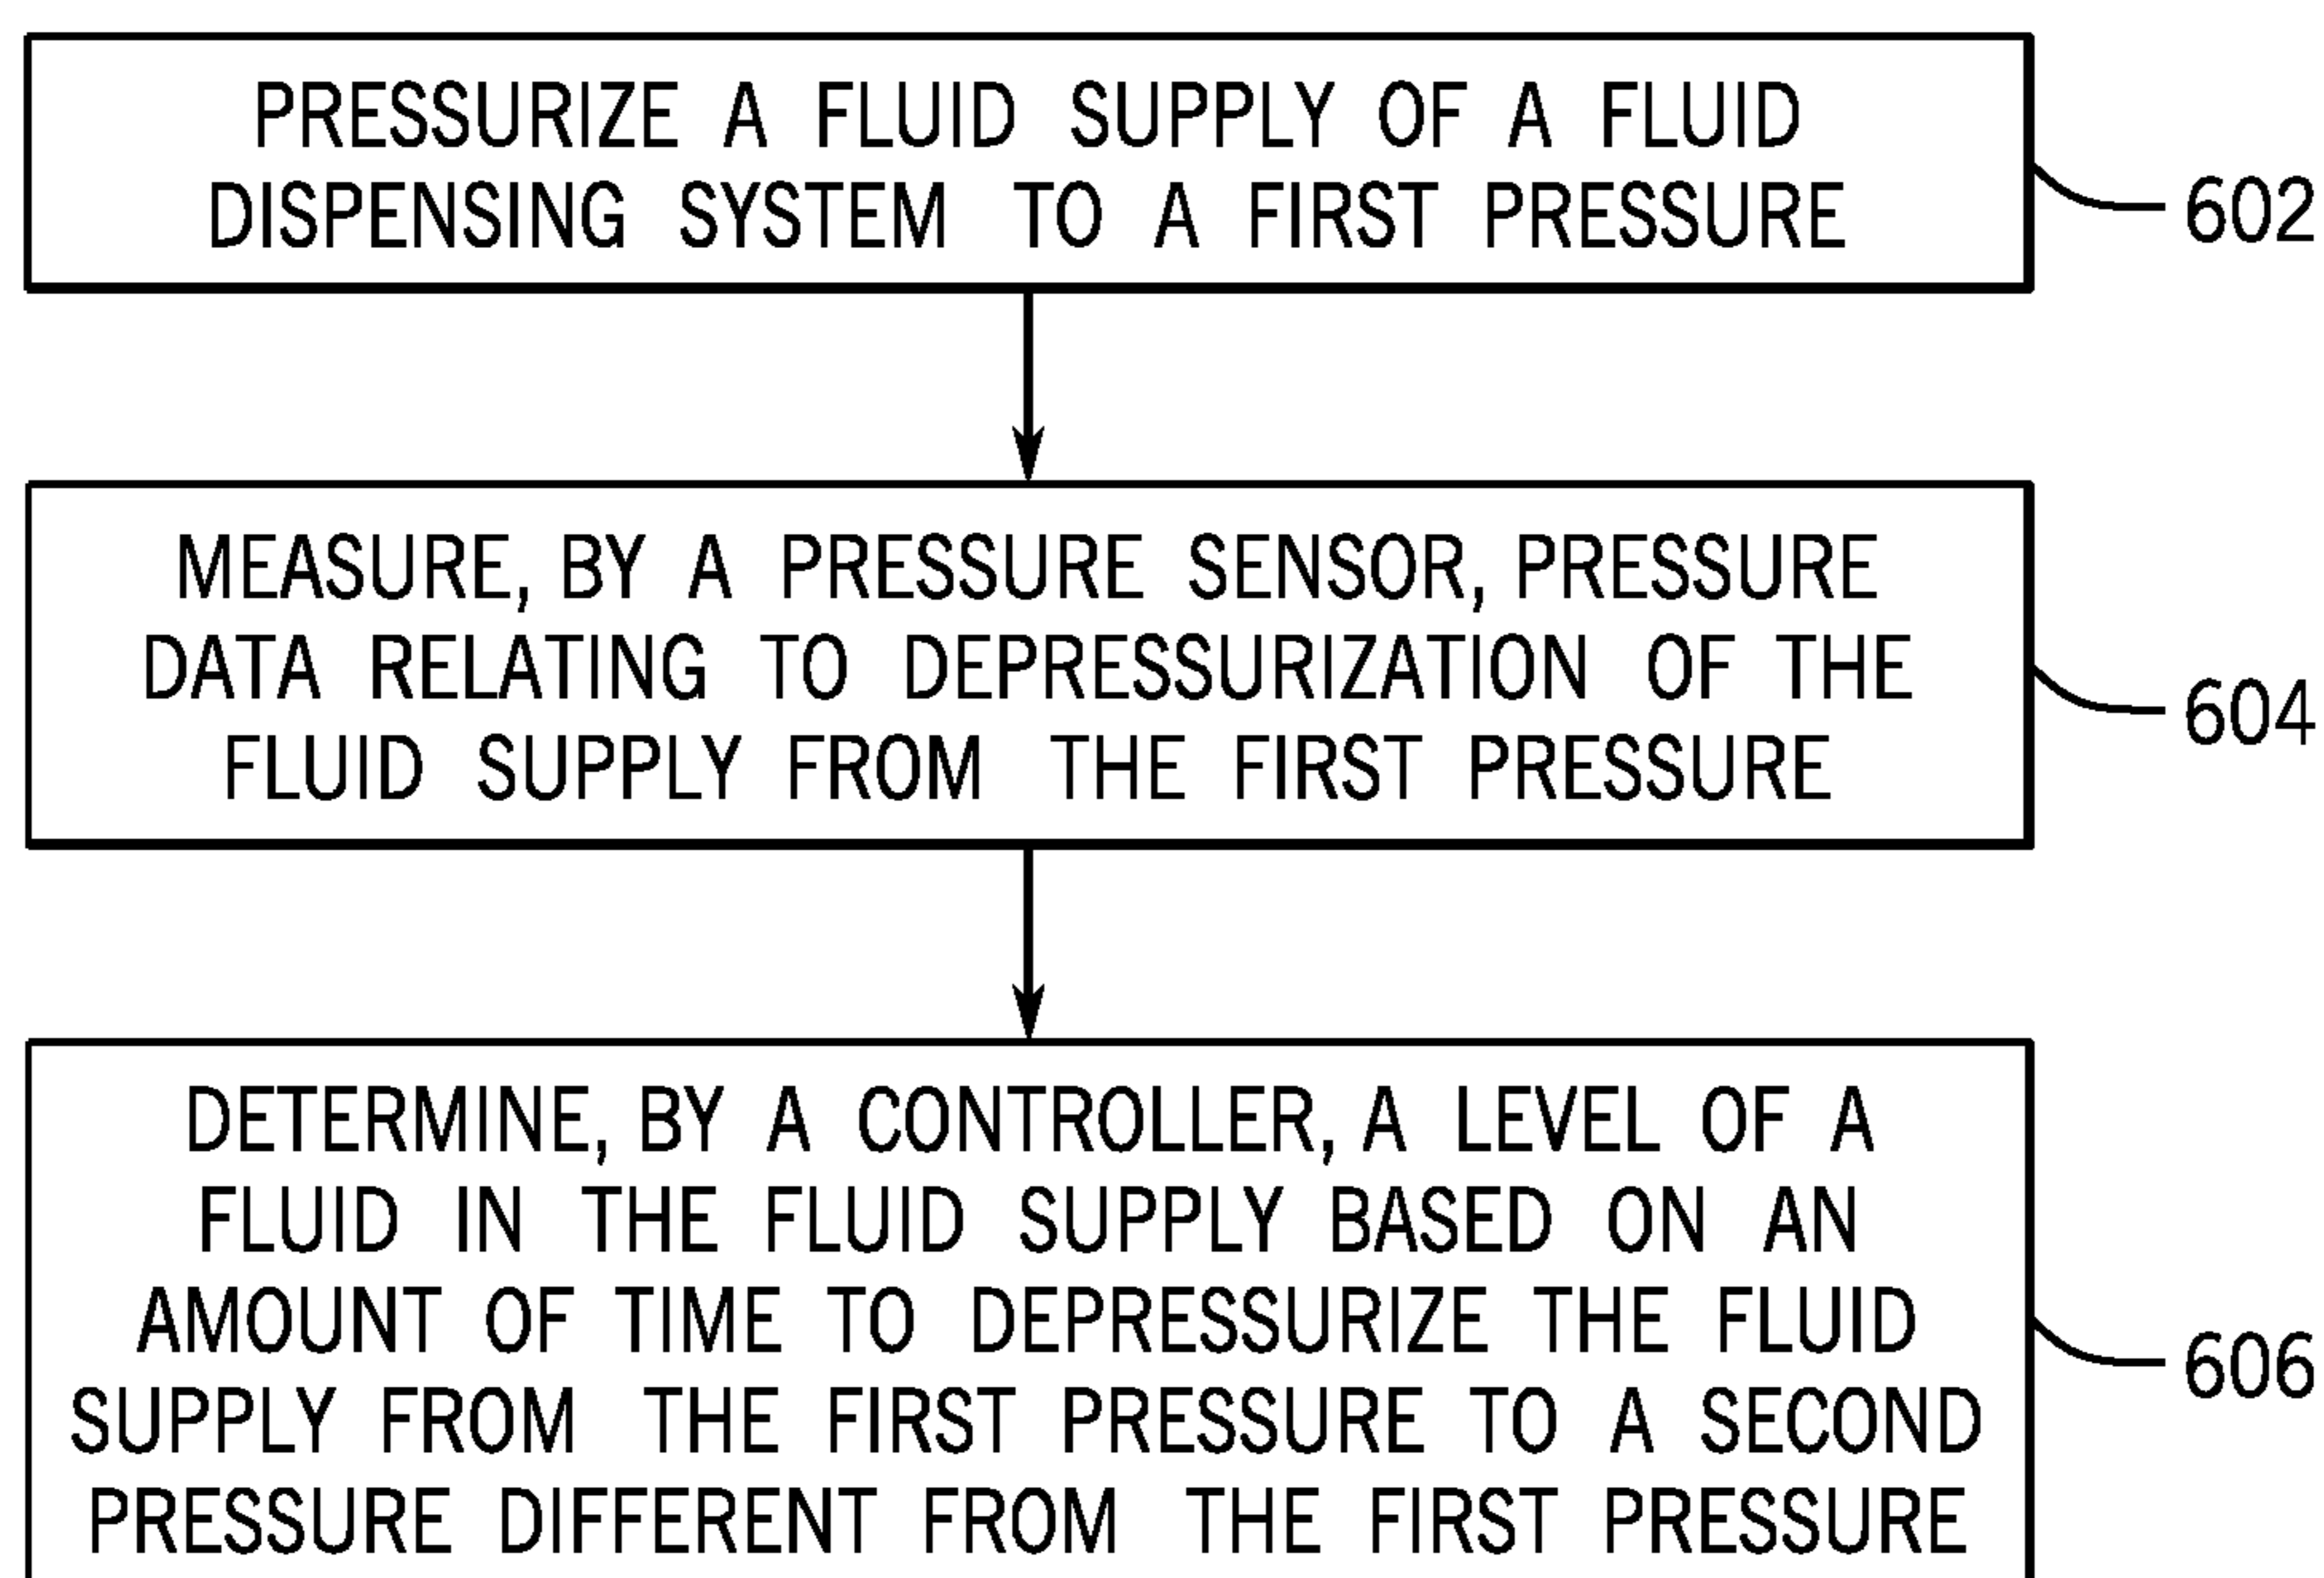 PRESSURIZE A FLUID SUPPLY OF A FLUID
DISPENSING SYSTEM TO A FIRST PRESSURE
602
MEASURE, BY A PRESSURE SENSOR, PRESSURE
DATA RELATING TO DEPRESSURIZATION OF THE
FLUID SUPPLY FROM THE FIRST PRESSURE
604
DETERMINE, BY A CONTROLLER, A LEVEL OF A
FLUID IN THE FLUID SUPPLY BASED ON AN
AMOUNT OF TIME TO DEPRESSURIZE THE FLUID
SUPPLY FROM THE FIRST PRESSURE TO A SECOND
PRESSURE DIFFERENT FROM THE FIRST PRESSURE
606